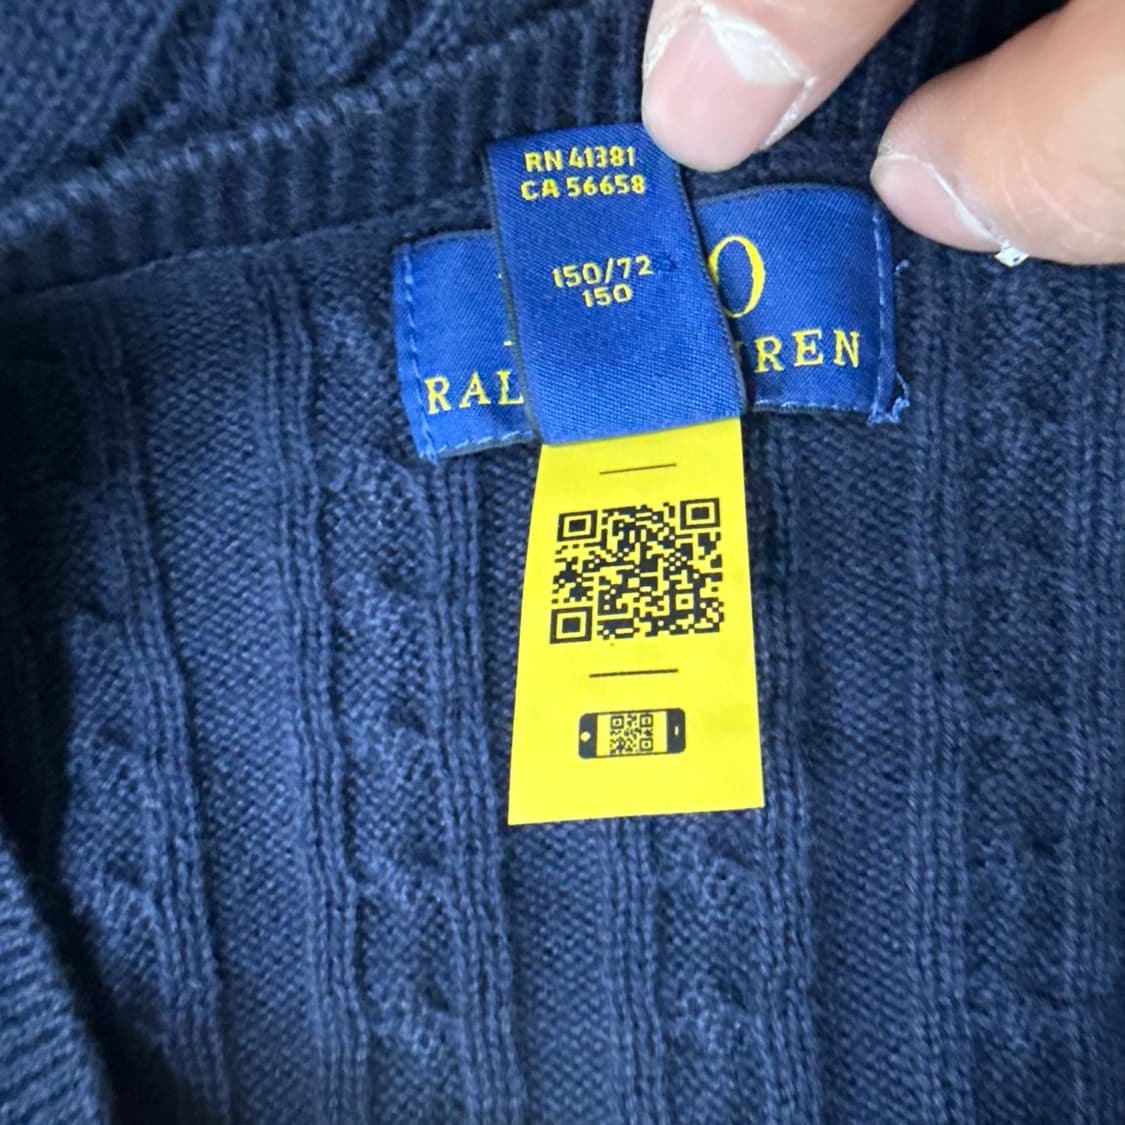 RN 41381
CA 56658
150/72
150
O
RAL REN